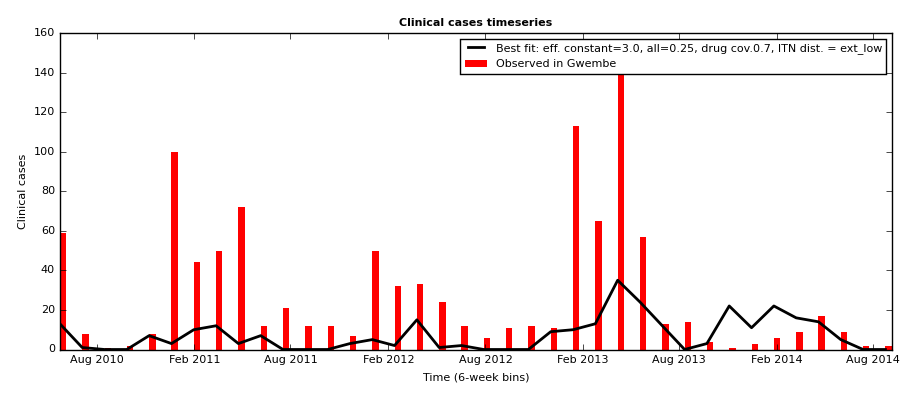 Clinical cases timeseries
Best fit: eff. constant=3.0, all=0.25, drug cov.0.7, ITN dist. = ext_low
Observed in Gwembe
Clinical cases
160
140
120
100
80
60
40
20
0
Aug 2010 Feb 2011 Aug 2011 Feb 2012 Aug 2012 Feb 2013 Aug 2013 Feb 2014 Aug 2014
Time (6-week bins)